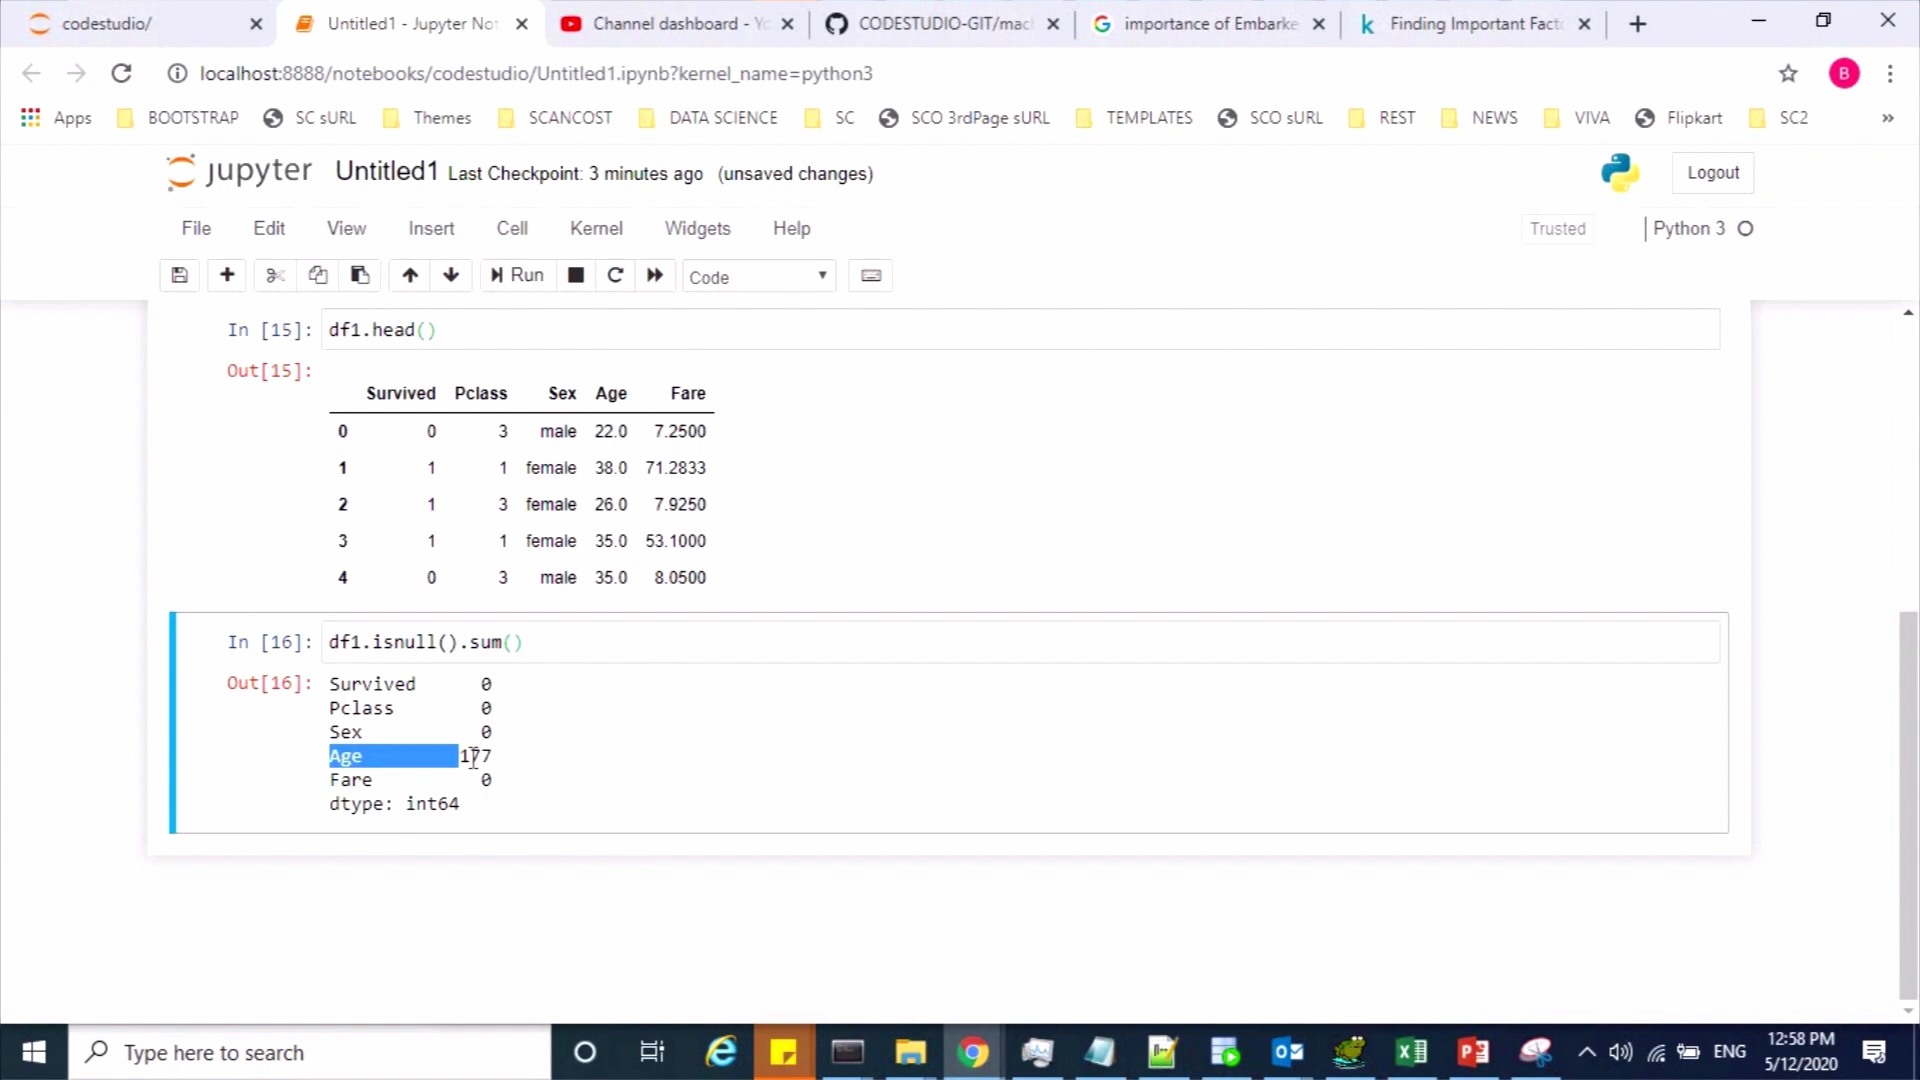 codestudio/
Untitled1 - Jupyter Not
Channel dashboard - Yo
CODESTUDIO-GIT/mac
importance of Embarke
Finding Important Facto
localhost:8888/notebooks/codestudio/Untitled1.ipynb?kernel_name=python3
B
Apps BOOTSTRAP SC sURL Themes SCANCOST DATA SCIENCE SC SCO 3rdPage sURL TEMPLATES SCO sURL REST NEWS VIVA Flipkart SC2 »
jupyter Untitled1 Last Checkpoint: 3 minutes ago (unsaved changes)
Logout
File Edit View Insert Cell Kernel Widgets Help
Trusted Python 3
Run Code
In [15]: df1.head()
Out[15]:
Survived Pclass Sex Age Fare
0 0 3 male 22.0 7.2500
1 1 1 female 38.0 71.2833
2 1 3 female 26.0 7.9250
3 1 1 female 35.0 53.1000
4 0 3 male 35.0 8.0500
In [16]: df1.isnull().sum()
Out[16]: Survived 0
Pclass 0
Sex 0
Age 177
Fare 0
dtype: int64
Type here to search
ENG
12:58 PM
5/12/2020